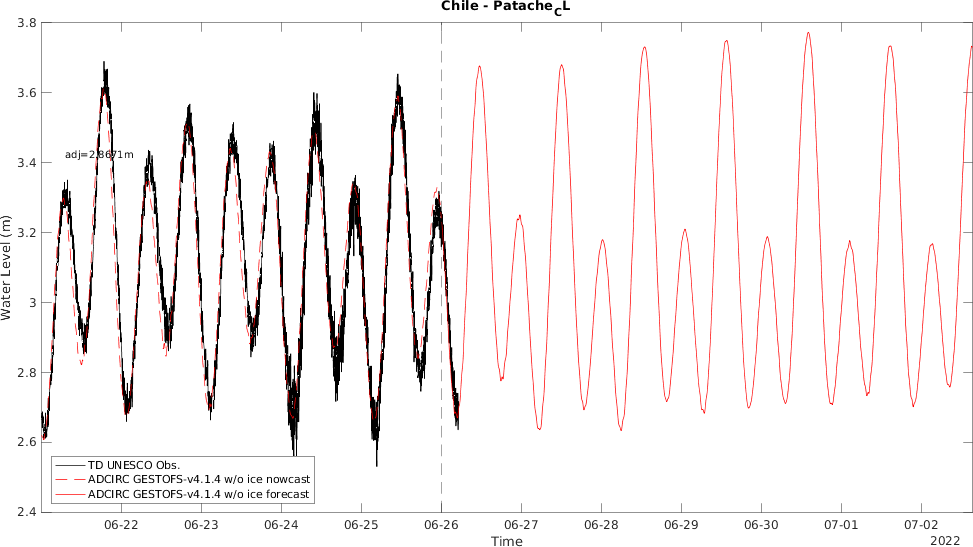 Chile - Patache_CL
3.8
3.6
3.4
3.2
3
2.8
2.6
2.4
Water Level (m)
adj=2.8671m
TD UNESCO Obs.
ADCIRC GESTOFS-v4.1.4 w/o ice nowcast
ADCIRC GESTOFS-v4.1.4 w/o ice forecast
06-22 06-23 06-24 06-25 06-26 06-27 06-28 06-29 06-30 07-01 07-02
Time
2022